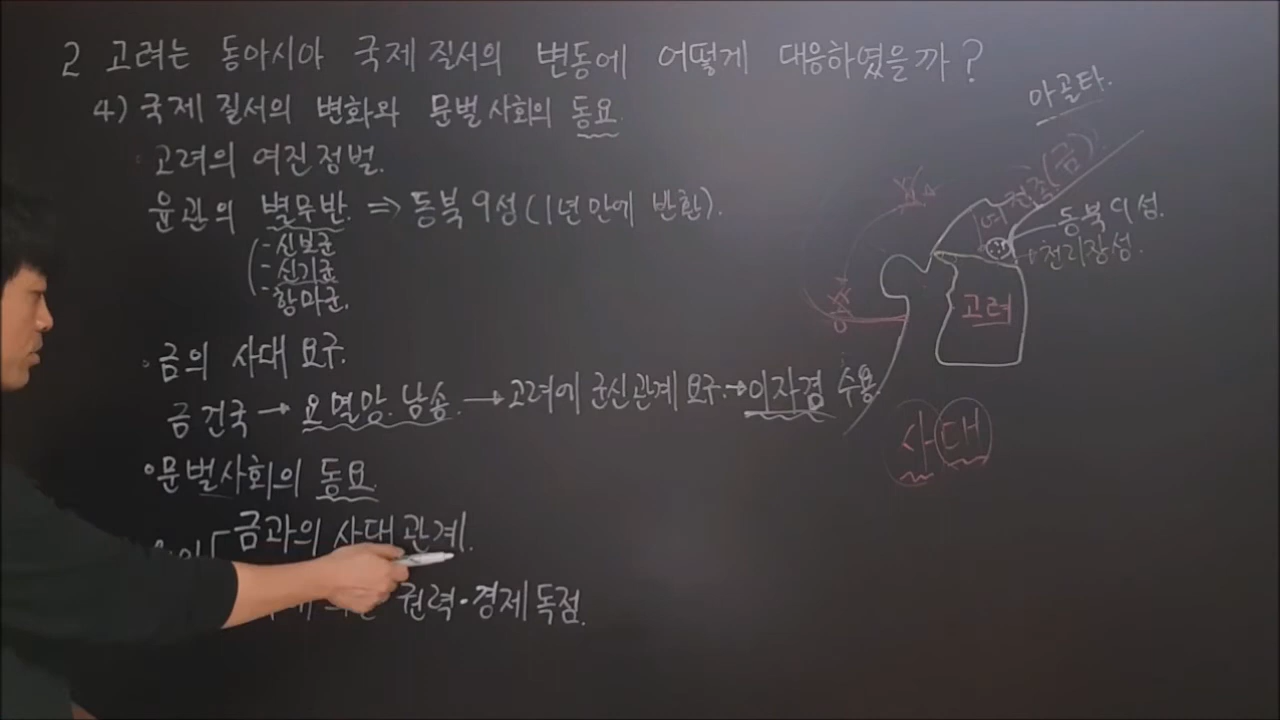 2 고려는 동아시아 국제 질서의 변동에 어떻게 대응하였을까?
4) 국제 질서의 변화와 문벌 사회의 동요
· 고려의 여진 정벌.
윤관의 별무반. ⇒ 동북 9성 (1년만에 반환).
- 신보군
- 신기군
- 항마군.
· 금의 사대 요구.
금 건국 → 요 멸망. 남송. → 고려에 군신관계 요구. → 이자겸 수용.
• 문벌사회의 동요.
금과의 사대 관계.
권력·경제 독점.
아골타.
여진족(금)
동북 9성.
천리장성.
고려
송
사대